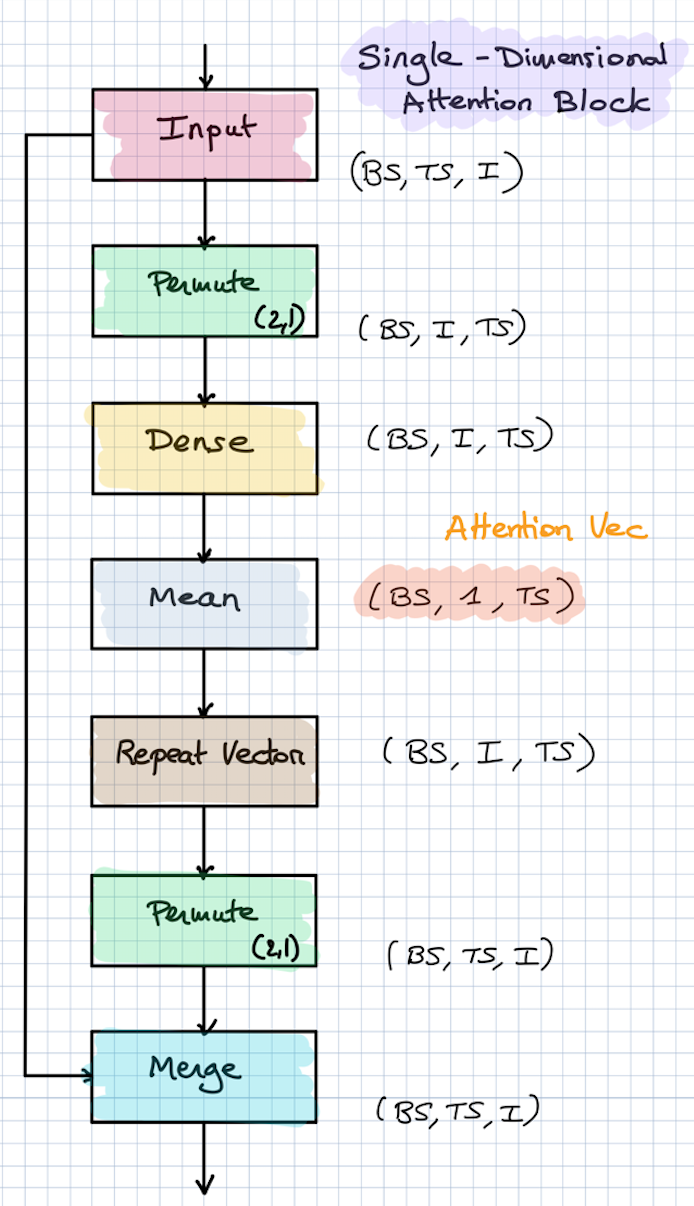 Single-Dimensional
Attention Block
Input
(BS, TS, I)
Permute
(2,1)
(BS, I, TS)
Dense
(BS, I, TS)
Attention Vec
Mean
(BS, 1, TS)
Repeat Vector
(BS, I, TS)
Permute
(2,1)
(BS, TS, I)
Merge
(BS, TS, I)